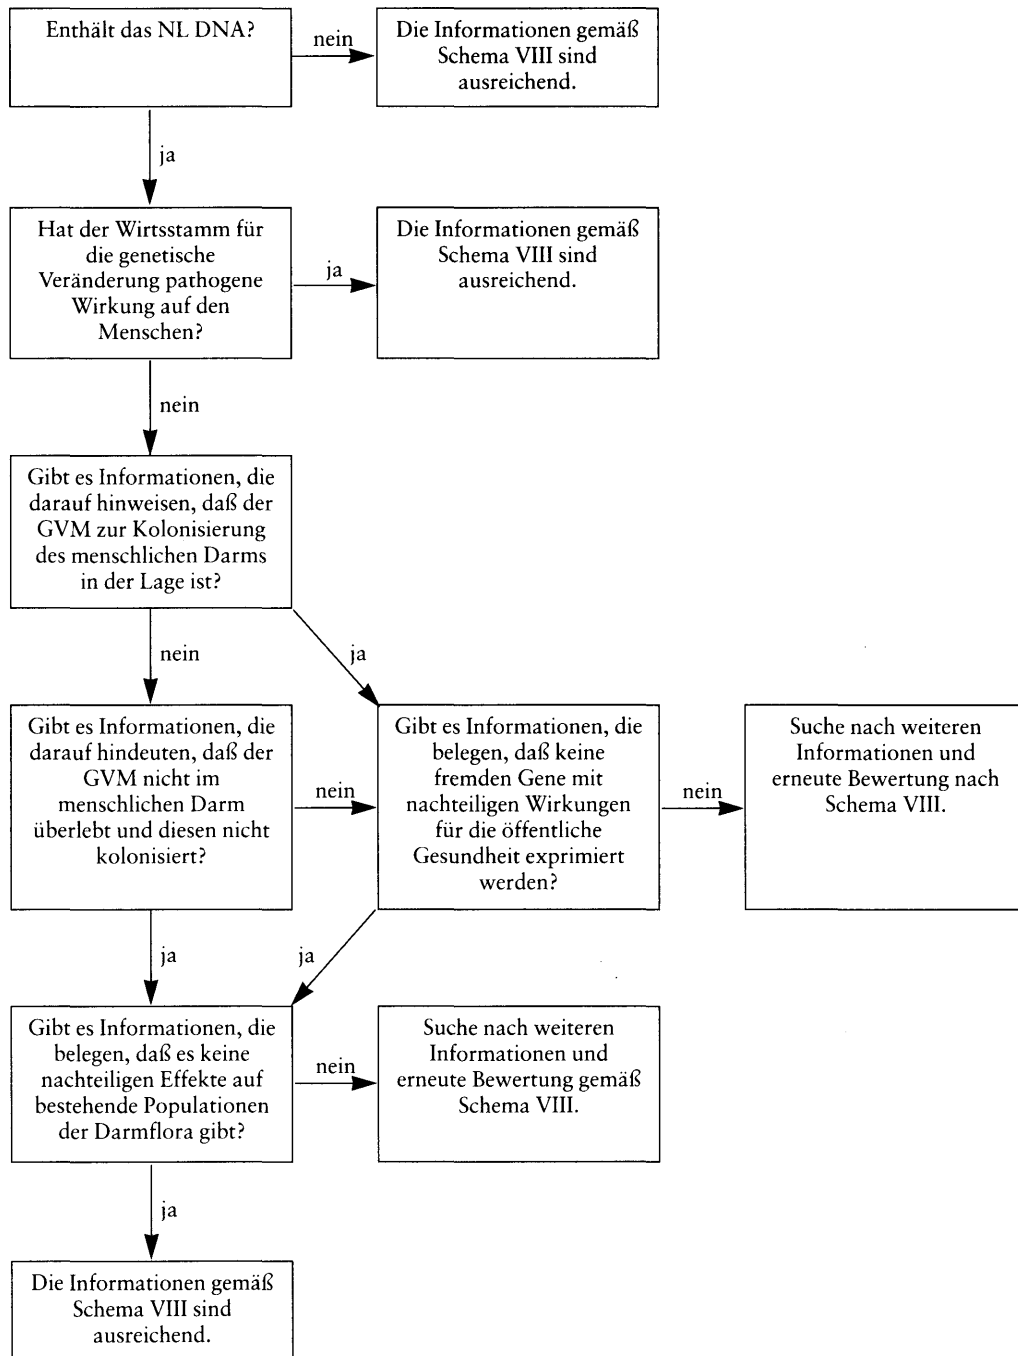 Enthält das NL DNA?
nein
Die Informationen gemäß
Schema VIII sind
ausreichend.
ja
Hat der Wirtsstamm für
die genetische
Veränderung pathogene
Wirkung auf den
Menschen?
ja
Die Informationen gemäß
Schema VIII sind
ausreichend.
nein
Gibt es Informationen, die
darauf hinweisen, daß der
GVM zur Kolonisierung
des menschlichen Darms
in der Lage ist?
nein
ja
Gibt es Informationen, die
darauf hindeuten, daß der
GVM nicht im
menschlichen Darm
überlebt und diesen nicht
kolonisiert?
nein
Gibt es Informationen, die
belegen, daß keine
fremden Gene mit
nachteiligen Wirkungen
für die öffentliche
Gesundheit exprimiert
werden?
nein
Suche nach weiteren
Informationen und
erneute Bewertung nach
Schema VIII.
ja
ja
Gibt es Informationen, die
belegen, daß es keine
nachteiligen Effekte auf
bestehende Populationen
der Darmflora gibt?
nein
Suche nach weiteren
Informationen und
erneute Bewertung gemäß
Schema VIII.
ja
Die Informationen gemäß
Schema VIII sind
ausreichend.